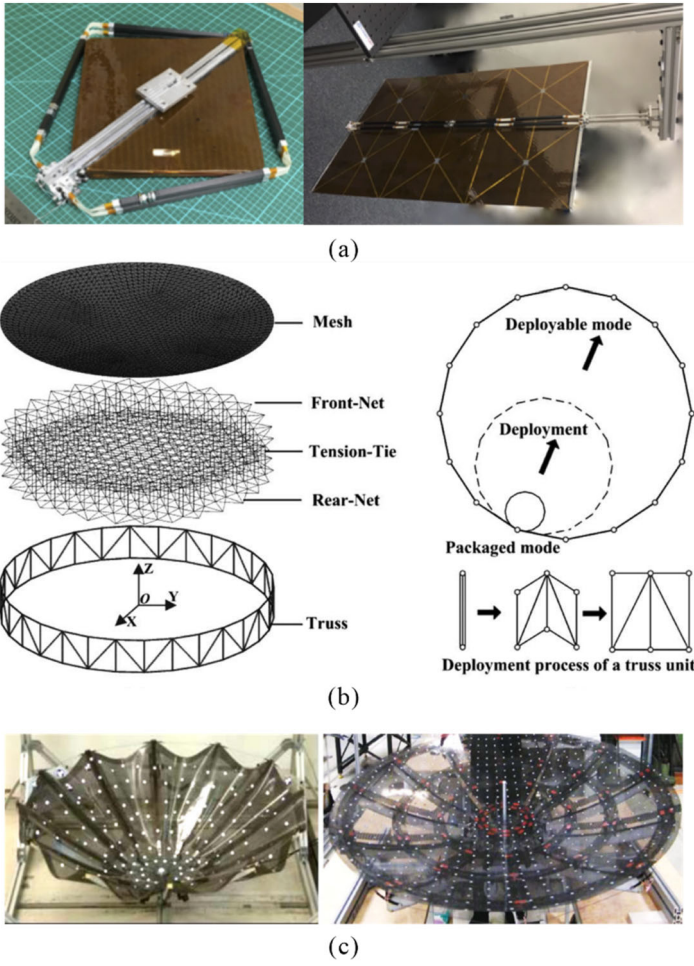 (a)
Mesh
Front-Net
Tension-Tie
Rear-Net
Z
O
Y
X
Truss
Deployable mode
Deployment
Packaged mode
Deployment process of a truss unit
(b)
(c)